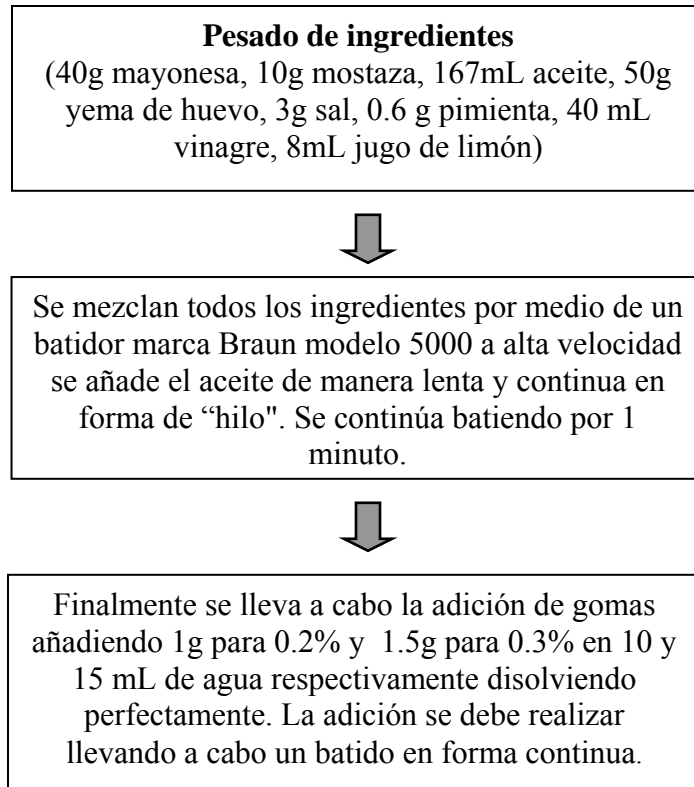 Pesado de ingredientes
(40g mayonesa, 10g mostaza, 167mL aceite, 50g
yema de huevo, 3g sal, 0.6 g pimienta, 40 mL
vinagre, 8mL jugo de limón)
Se mezclan todos los ingredientes por medio de un
batidor marca Braun modelo 5000 a alta velocidad
se añade el aceite de manera lenta y continua en
forma de “hilo". Se continúa batiendo por 1
minuto.
Finalmente se lleva a cabo la adición de gomas
añadiendo 1g para 0.2% y  1.5g para 0.3% en 10 y
15 mL de agua respectivamente disolviendo
perfectamente. La adición se debe realizar
llevando a cabo un batido en forma continua.